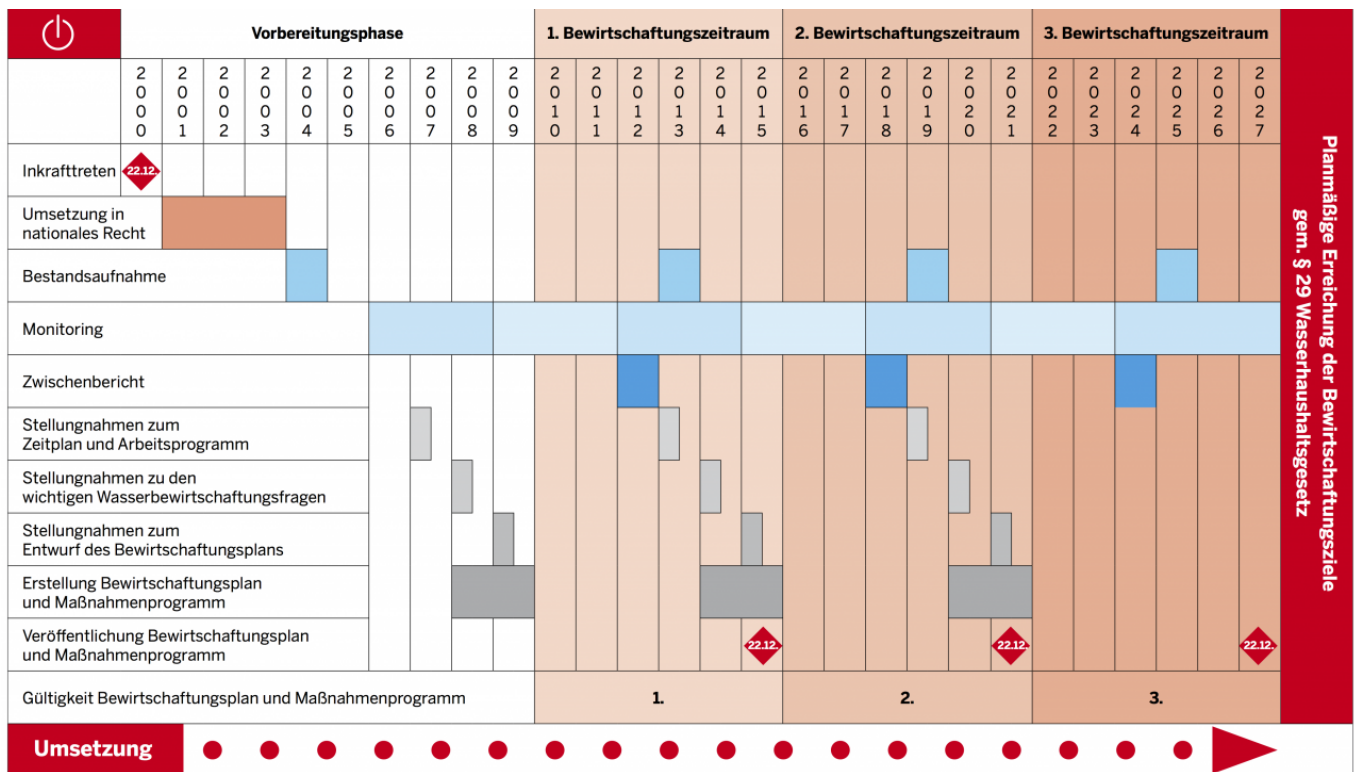 Vorbereitungsphase
1. Bewirtschaftungszeitraum
2. Bewirtschaftungszeitraum
3. Bewirtschaftungszeitraum
2000
2001
2002
2003
2004
2005
2006
2007
2008
2009
2010
2011
2012
2013
2014
2015
2016
2017
2018
2019
2020
2021
2022
2023
2024
2025
2026
2027
Inkrafttreten
22.12.
Umsetzung in
nationales Recht
Bestandsaufnahme
Monitoring
Zwischenbericht
Stellungnahmen zum
Zeitplan und Arbeitsprogramm
Stellungnahmen zu den
wichtigen Wasserbewirtschaftungsfragen
Stellungnahmen zum
Entwurf des Bewirtschaftungsplans
Erstellung Bewirtschaftungsplan
und Maßnahmenprogramm
Veröffentlichung Bewirtschaftungsplan
und Maßnahmenprogramm
22.12.
22.12.
22.12.
Gültigkeit Bewirtschaftungsplan und Maßnahmenprogramm
1.
2.
3.
Umsetzung
Planmäßige Erreichung der Bewirtschaftungsziele
gem. § 29 Wasserhaushaltsgesetz